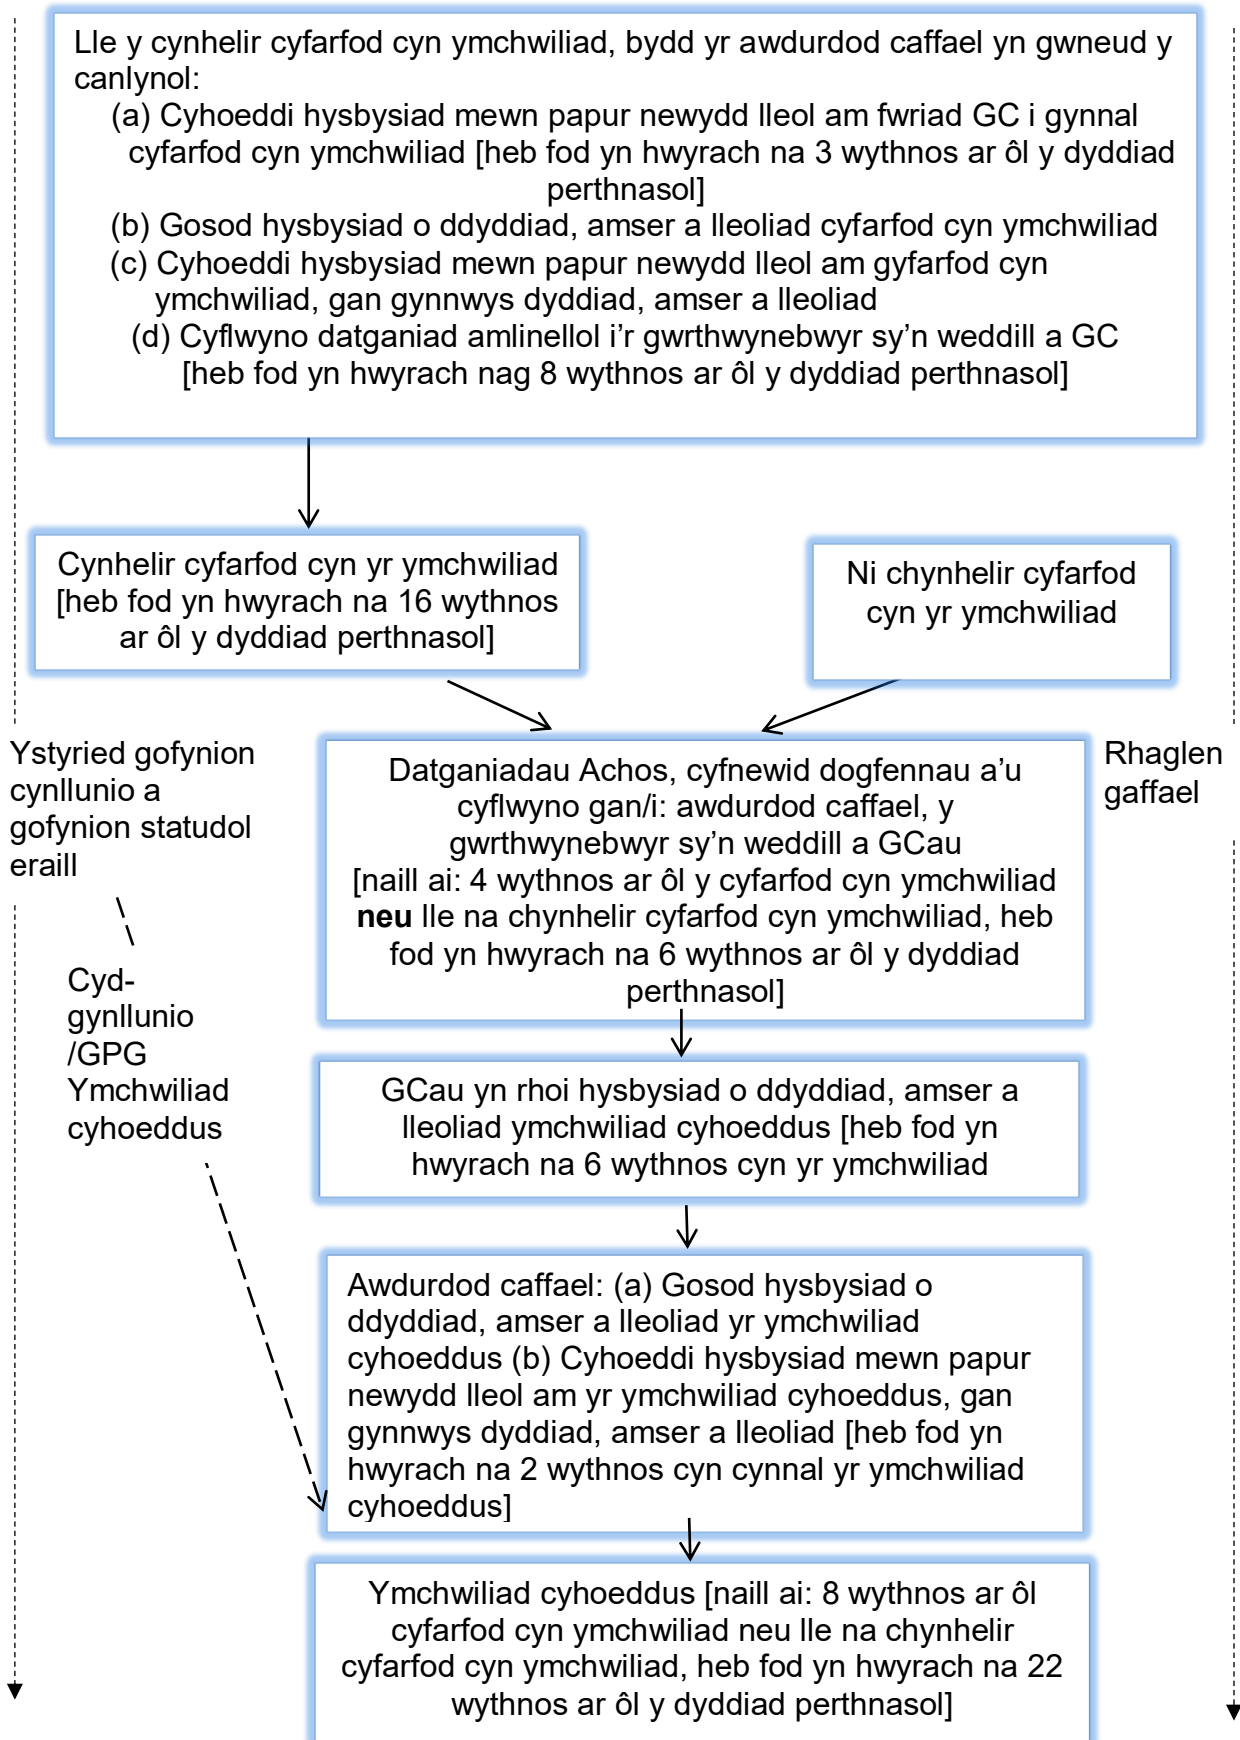 Lle y cynhelir cyfarfod cyn ymchwiliad, bydd yr awdurdod caffael yn gwneud y
canlynol:
(a) Cyhoeddi hysbysiad mewn papur newydd lleol am fwriad GC i gynnal
cyfarfod cyn ymchwiliad [heb fod yn hwyrach na 3 wythnos ar ôl y dyddiad
perthnasol]
(b) Gosod hysbysiad o ddyddiad, amser a lleoliad cyfarfod cyn ymchwiliad
(c) Cyhoeddi hysbysiad mewn papur newydd lleol am gyfarfod cyn
ymchwiliad, gan gynnwys dyddiad, amser a lleoliad
(d) Cyflwyno datganiad amlinellol i’r gwrthwynebwyr sy’n weddill a GC
[heb fod yn hwyrach nag 8 wythnos ar ôl y dyddiad perthnasol]
Cynhelir cyfarfod cyn yr ymchwiliad
[heb fod yn hwyrach na 16 wythnos
ar ôl y dyddiad perthnasol]
Ni chynhelir cyfarfod
cyn yr ymchwiliad
Ystyried gofynion
cynllunio a
gofynion statudol
eraill
Datganiadau Achos, cyfnewid dogfennau a’u
cyflwyno gan/i: awdurdod caffael, y
gwrthwynebwyr sy’n weddill a GCau
[naill ai: 4 wythnos ar ôl y cyfarfod cyn ymchwiliad
neu lle na chynhelir cyfarfod cyn ymchwiliad, heb
fod yn hwyrach na 6 wythnos ar ôl y dyddiad
perthnasol]
Rhaglen
gaffael
Cyd-
gynllunio
/GPG
Ymchwiliad
cyhoeddus
GCau yn rhoi hysbysiad o ddyddiad, amser a
lleoliad ymchwiliad cyhoeddus [heb fod yn
hwyrach na 6 wythnos cyn yr ymchwiliad
Awdurdod caffael: (a) Gosod hysbysiad o
ddyddiad, amser a lleoliad yr ymchwiliad
cyhoeddus (b) Cyhoeddi hysbysiad mewn papur
newydd lleol am yr ymchwiliad cyhoeddus, gan
gynnwys dyddiad, amser a lleoliad [heb fod yn
hwyrach na 2 wythnos cyn cynnal yr ymchwiliad
cyhoeddus]
Ymchwiliad cyhoeddus [naill ai: 8 wythnos ar ôl
cyfarfod cyn ymchwiliad neu lle na chynhelir
cyfarfod cyn ymchwiliad, heb fod yn hwyrach na 22
wythnos ar ôl y dyddiad perthnasol]